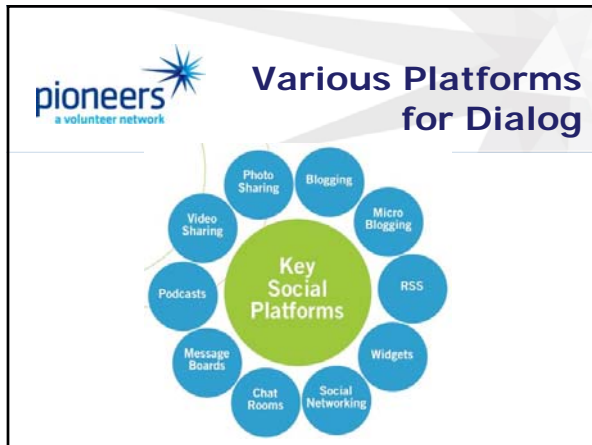 pioneers
a volunteer network
Various Platforms
for Dialog
Key
Social
Platforms
Photo
Sharing
Blogging
Micro
Blogging
RSS
Widgets
Social
Networking
Chat
Rooms
Message
Boards
Podcasts
Video
Sharing